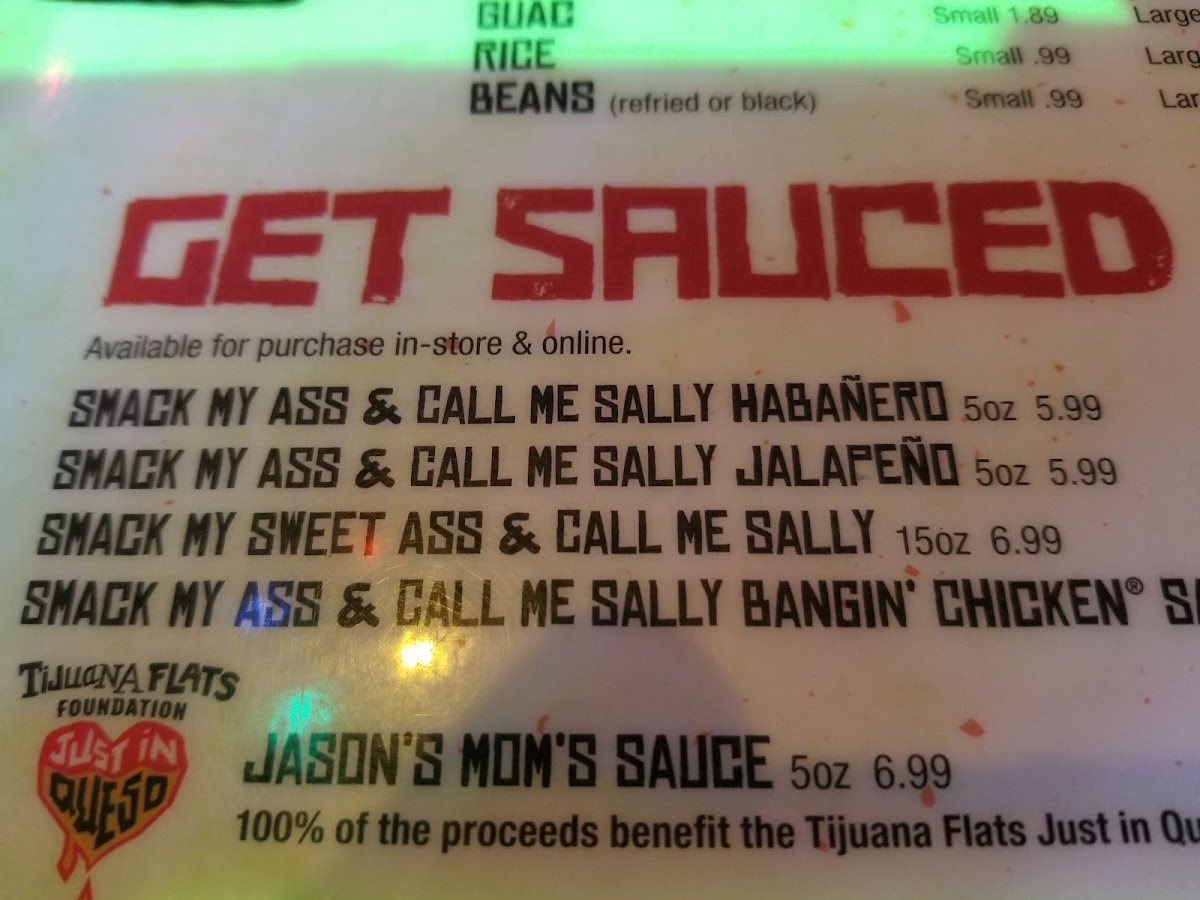 GUAC Small 1.89 Large
RICE Small .99
BEANS (refried or black) Small .99
GET SAUCED
Available for purchase in-store & online.
SMACK MY ASS & CALL ME SALLY HABAÑERO 5oz 5.99
SMACK MY ASS & CALL ME SALLY JALAPEÑO 5oz 5.99
SMACK MY SWEET ASS & CALL ME SALLY 15oz 6.99
SMACK MY ASS & CALL ME SALLY BANGIN' CHICKEN®
TIJUANA FLATS
FOUNDATION
JUST IN
QUESO
JASON'S MOM'S SAUCE 5oz 6.99
100% of the proceeds benefit the Tijuana Flats Just in